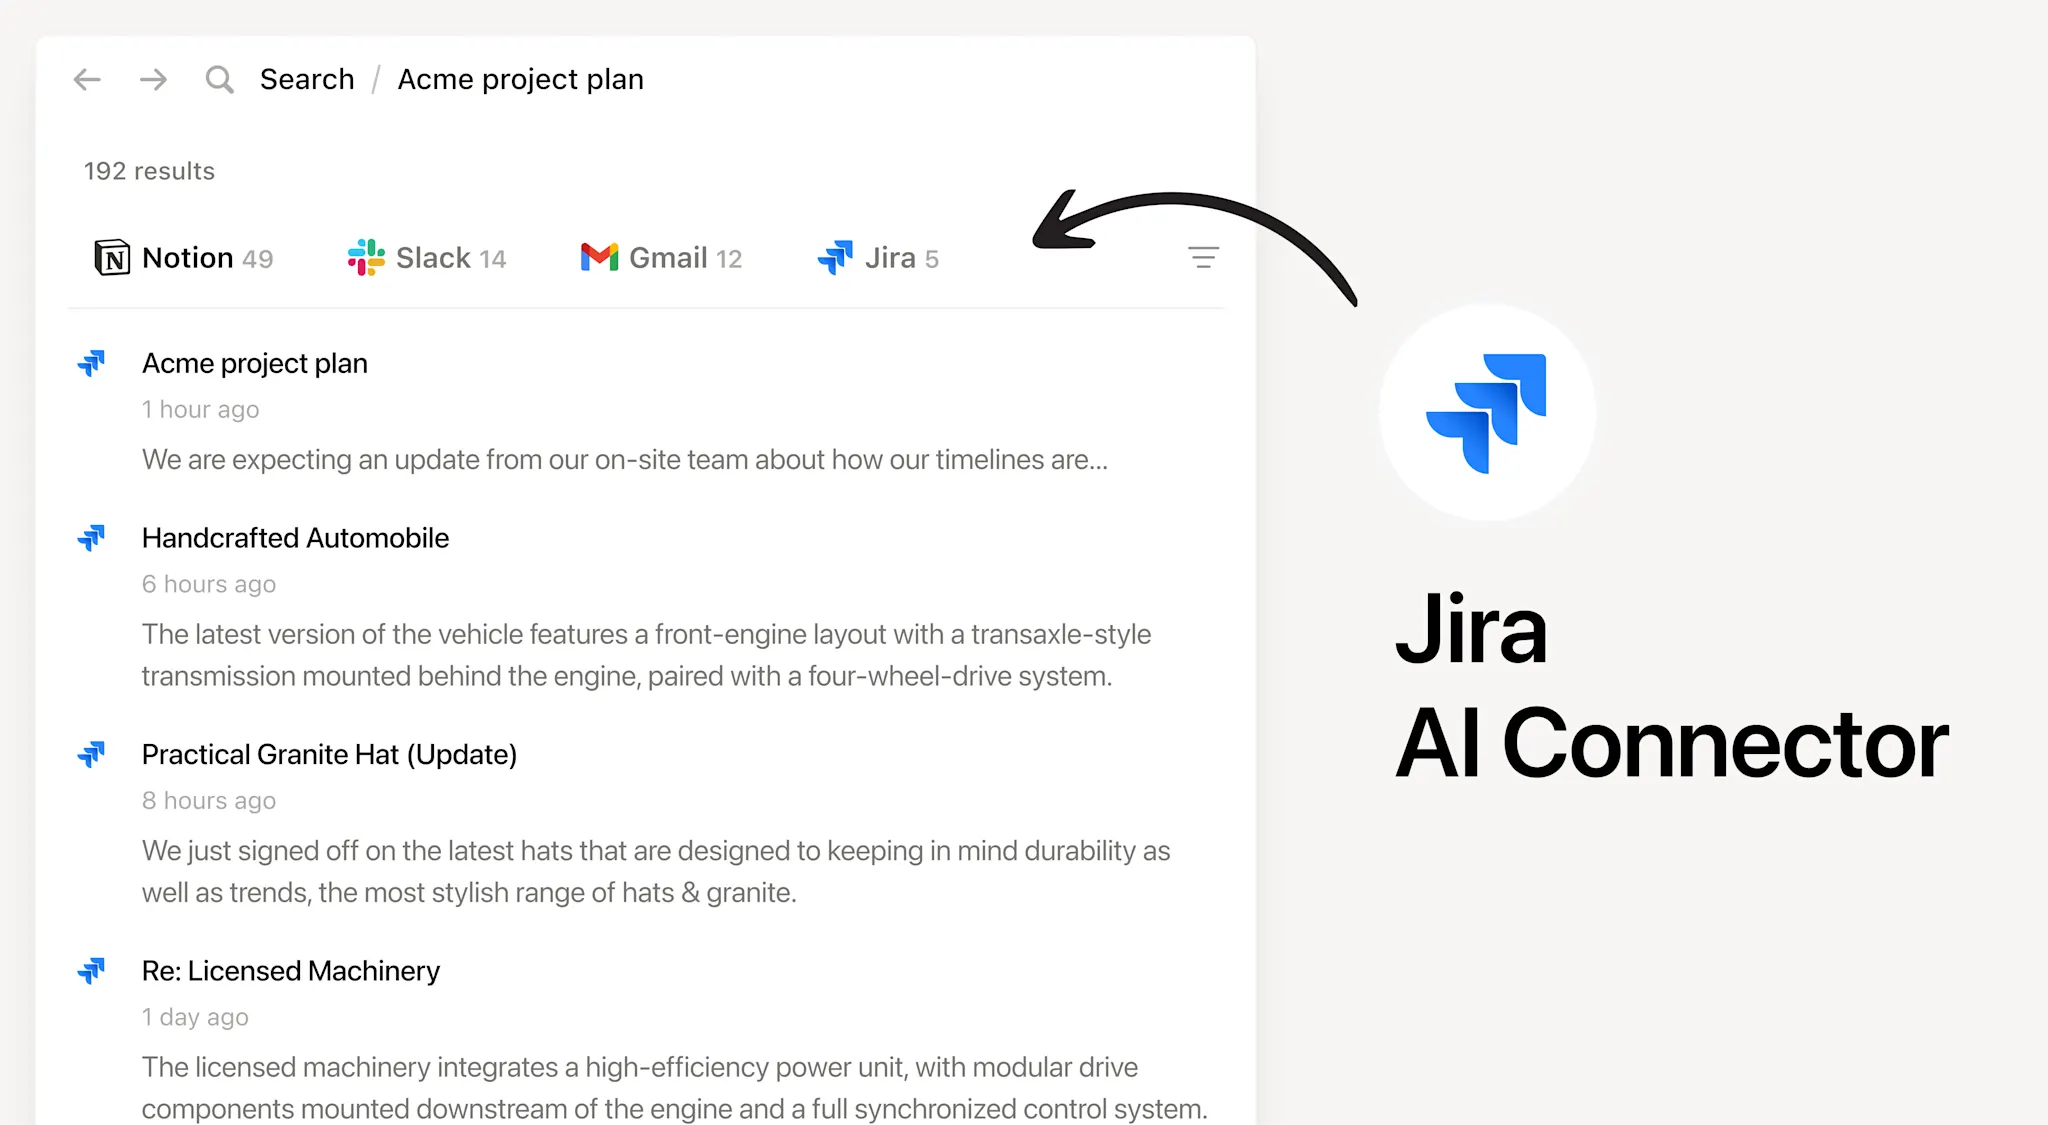 Search / Acme project plan
192 results
Notion 49 Slack 14 Gmail 12 Jira 5
Acme project plan
1 hour ago
We are expecting an update from our on-site team about how our timelines are...
Handcrafted Automobile
6 hours ago
The latest version of the vehicle features a front-engine layout with a transaxle-style
transmission mounted behind the engine, paired with a four-wheel-drive system.
Practical Granite Hat (Update)
8 hours ago
We just signed off on the latest hats that are designed to keeping in mind durability as
well as trends, the most stylish range of hats & granite.
Re: Licensed Machinery
1 day ago
The licensed machinery integrates a high-efficiency power unit, with modular drive
components mounted downstream of the engine and a full synchronized control system.
Jira
AI Connector